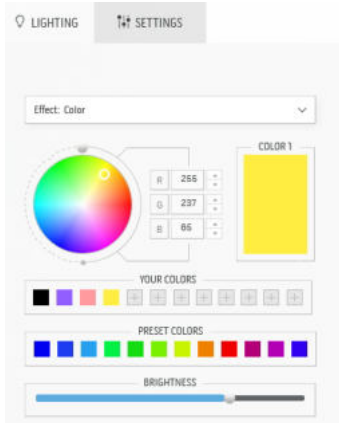 LIGHTING
SETTINGS
Effect: Color
COLOR 1
R 255
G 237
B 65
YOUR COLORS
PRESET COLORS
BRIGHTNESS